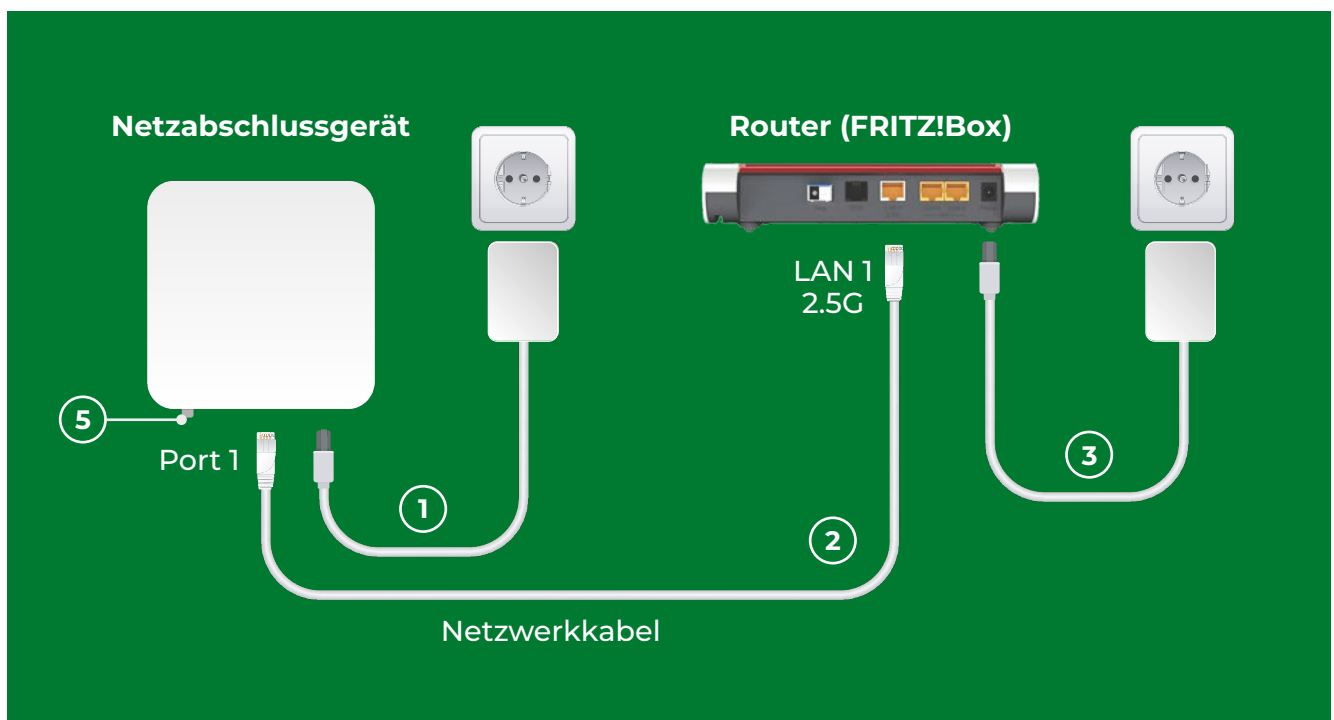 Netzabschlussgerät
Router (FRITZ!Box)
LAN 1
2.5G
5
Port 1
3
1
2
Netzwerkkabel